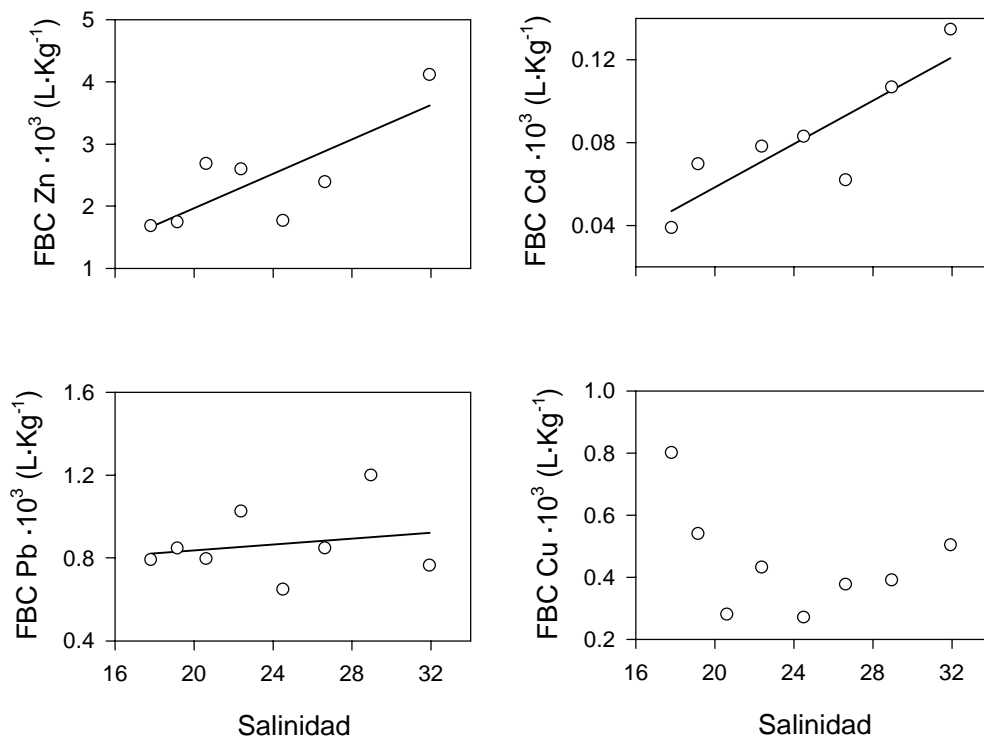 FBC Zn ·10³ (L·Kg⁻¹)
5
4
3
2
1
FBC Cd ·10³ (L·Kg⁻¹)
0.12
0.08
0.04
FBC Pb ·10³ (L·Kg⁻¹)
1.6
1.2
0.8
0.4
16 20 24 28 32
Salinidad
FBC Cu ·10³ (L·Kg⁻¹)
1.0
0.8
0.6
0.4
0.2
16 20 24 28 32
Salinidad